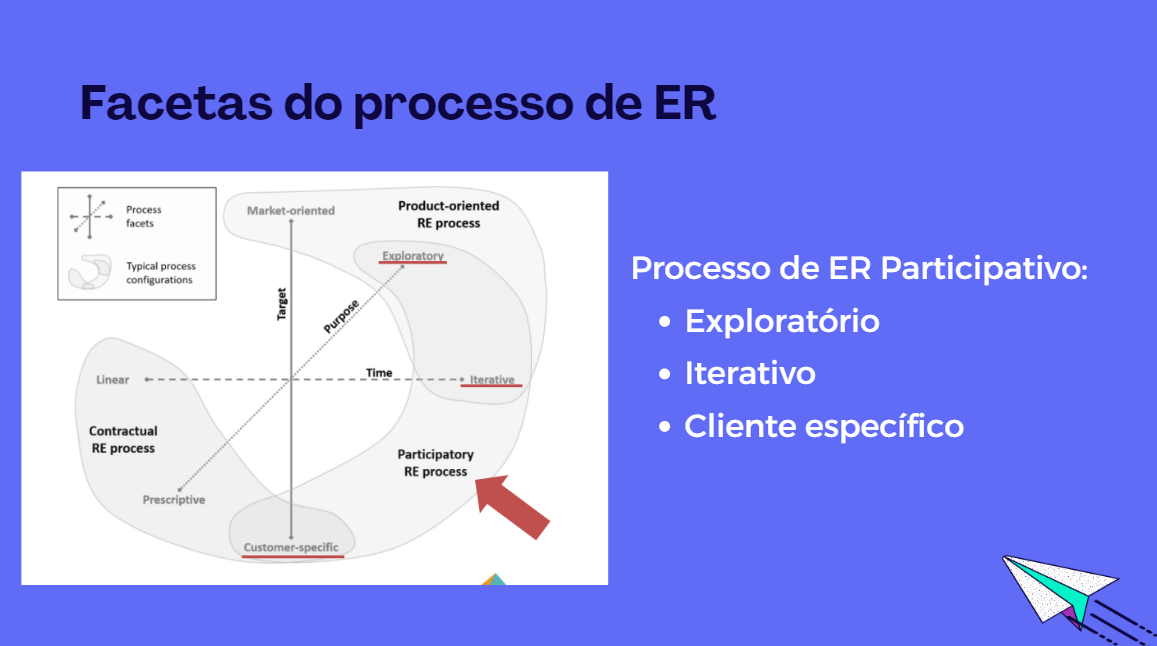 Facetas do processo de ER
Process
facets
Typical process
configurations
Market-oriented
Product-oriented
RE process
Exploratory
Target
Purpose
Time
Linear
Iterative
Contractual
RE process
Participatory
RE process
Prescriptive
Customer-specific
Processo de ER Participativo:
• Exploratório
• Iterativo
• Cliente específico